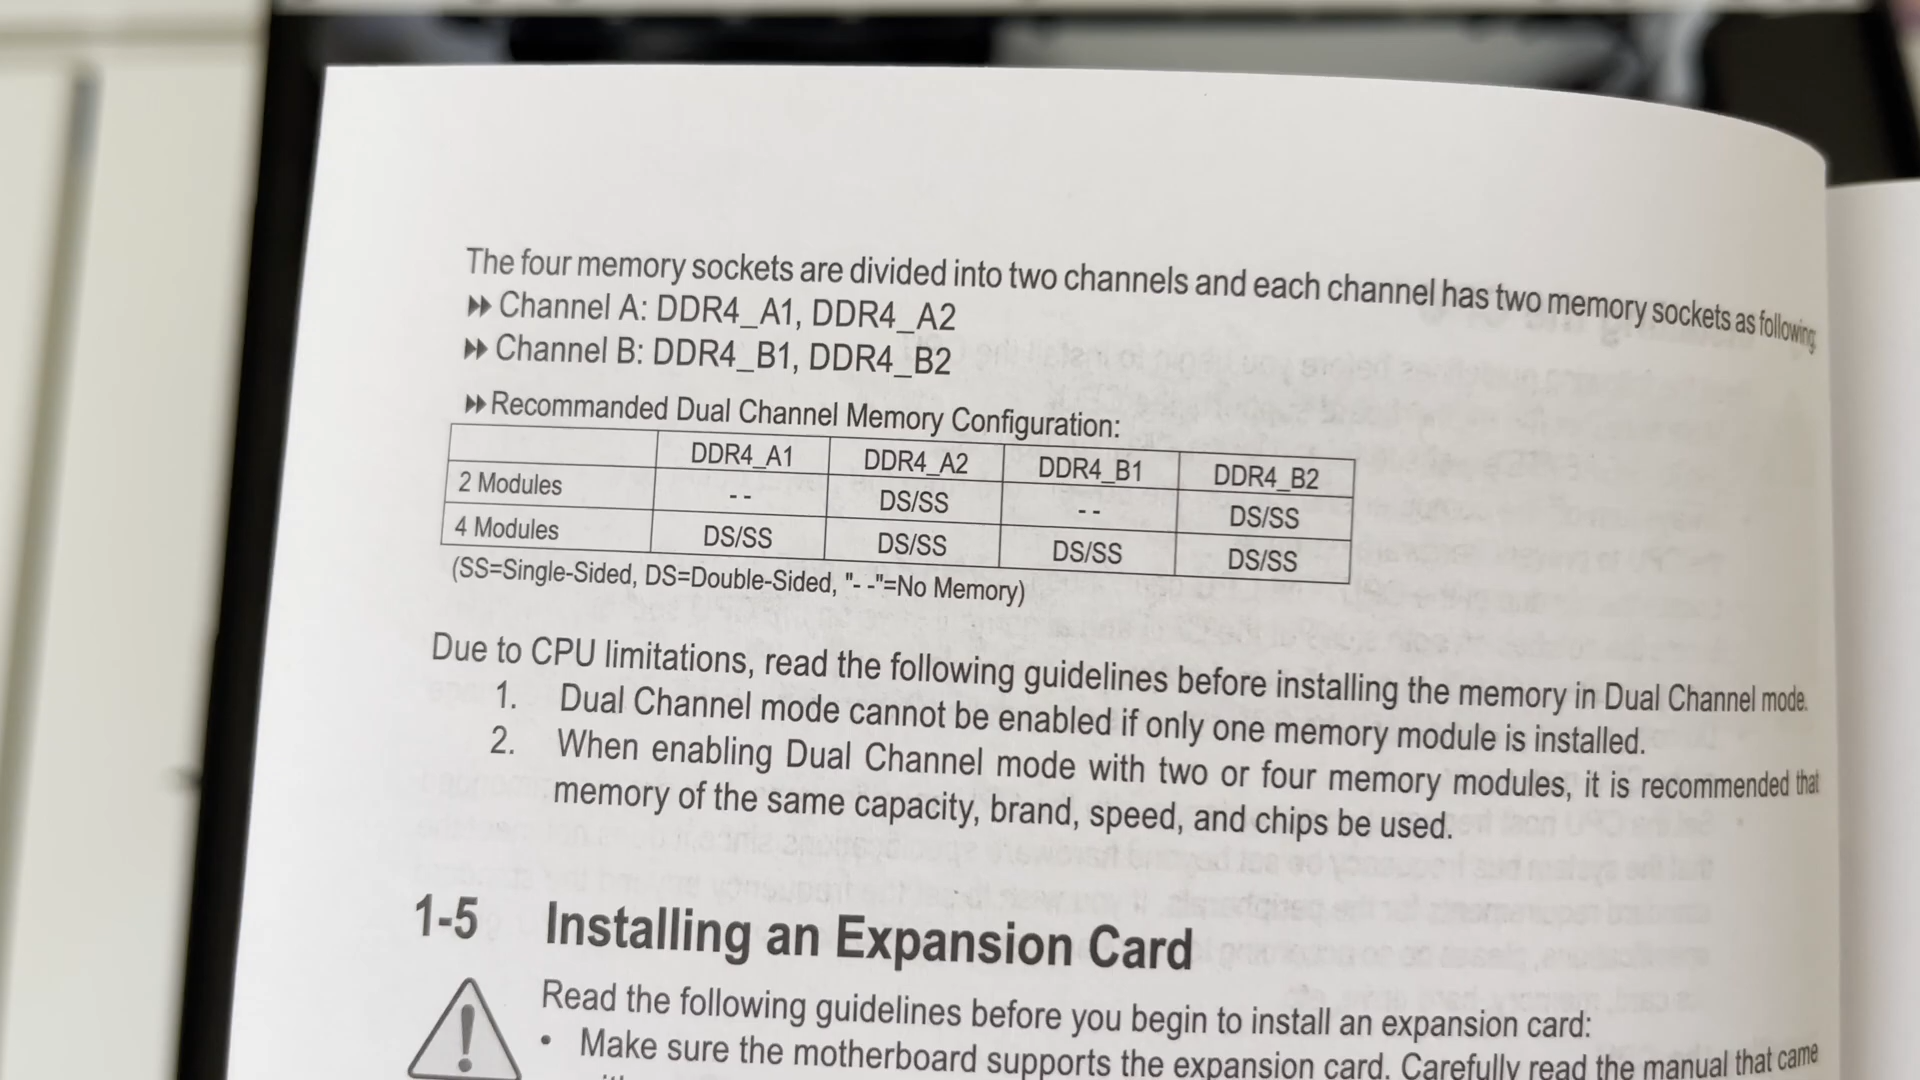 The four memory sockets are divided into two channels and each channel has two memory sockets as following
Channel A: DDR4_A1, DDR4_A2
Channel B: DDR4_B1, DDR4_B2
Recommanded Dual Channel Memory Configuration:
DDR4_A1 DDR4_A2 DDR4_B1 DDR4_B2
2 Modules -- DS/SS -- DS/SS
4 Modules DS/SS DS/SS DS/SS DS/SS
(SS=Single-Sided, DS=Double-Sided, "- -"=No Memory)
Due to CPU limitations, read the following guidelines before installing the memory in Dual Channel mode.
1. Dual Channel mode cannot be enabled if only one memory module is installed.
2. When enabling Dual Channel mode with two or four memory modules, it is recommended that
memory of the same capacity, brand, speed, and chips be used.
1-5 Installing an Expansion Card
Read the following guidelines before you begin to install an expansion card:
• Make sure the motherboard supports the expansion card. Carefully read the manual that came